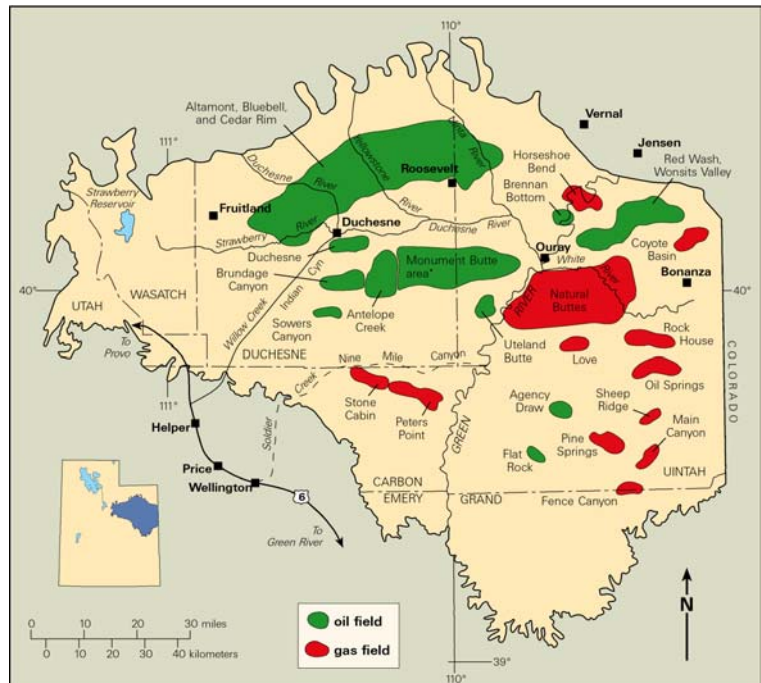 110°
Vernal
Jensen
Altamont, Bluebell,
and Cedar Rim
111°
Duchesne
River
Yellowstone
River
Uinta
River
Roosevelt
Horseshoe
Bend
Brennan
Bottom
Red Wash,
Wonsits Valley
Strawberry
Reservoir
Fruitland
Strawberry
River
Duchesne
Duchesne River
Duchesne
Ouray
White
River
Coyote
Basin
Bonanza
Monument Butte
area*
Brundage
Canyon
Indian Cyn
Antelope
Creek
Sowers
Canyon
Willow Creek
40°
40°
UTAH
WASATCH
DUCHESNE
RIVER
Natural
Buttes
Uteland
Butte
Love
Rock
House
Oil Springs
COLORADO
To
Provo
Nine Mile Canyon
Creek
Stone
Cabin
Peters
Point
GREEN
Agency
Draw
Sheep
Ridge
Main
Canyon
Pine
Springs
Flat
Rock
UINTAH
111°
Helper
Soldier
Price
Wellington
6
CARBON
EMERY
GRAND
Fence Canyon
To
Green River
0 10 20 30 miles
0 10 20 30 40 kilometers
oil field
gas field
N
39°
110°